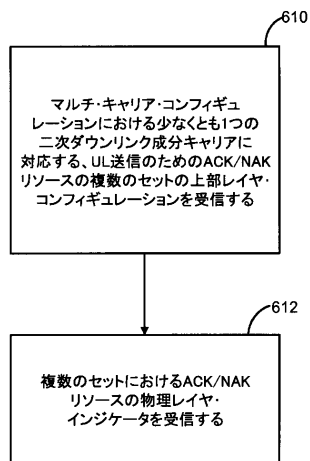 610
マルチ・キャリア・コンフィギュ
レーションにおける少なくとも1つの
二次ダウンリンク成分キャリアに
対応する、UL送信のためのACK/NAK
リソースの複数のセットの上部レイヤ・
コンフィギュレーションを受信する
612
複数のセットにおけるACK/NAK
リソースの物理レイヤ・
インジケータを受信する